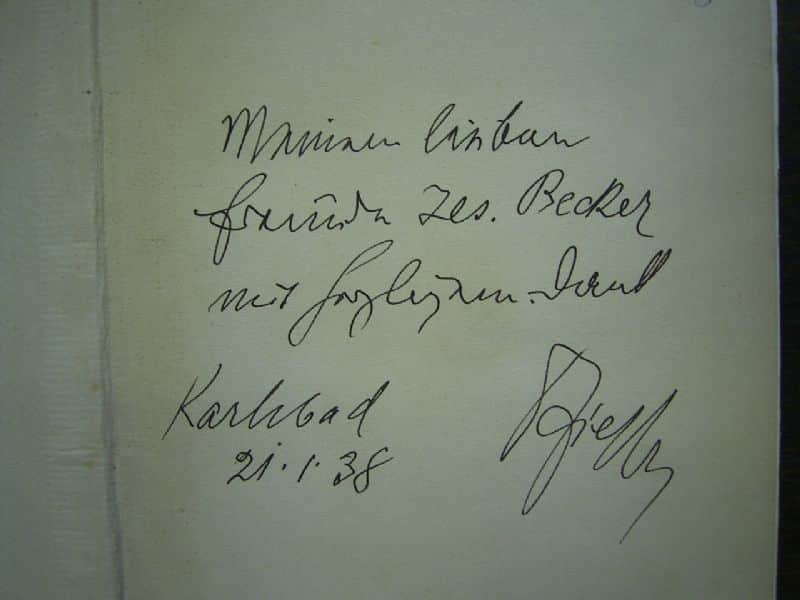 Meinem lieben
Freunde Jos. Becker
mit herzlichem Dank
Karlsbad
21.1.38